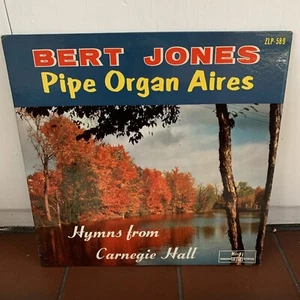 ZLP-589
BERT JONES
Pipe Organ Aires
Hymns from
Carnegie Hall